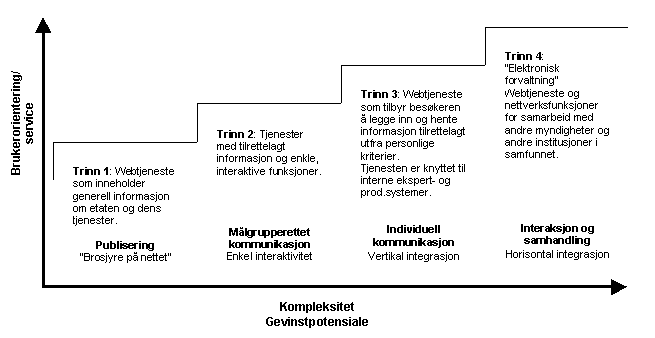 Brukerorientering/
service
Trinn 1: Webtjeneste
som inneholder
generell informasjon
om etaten og dens
tjenester.
Publisering
"Brosjyre på nettet"
Trinn 2: Tjenester
med tilrettelagt
informasjon og enkle,
interaktive funksjoner.
Målgrupperettet
kommunikasjon
Enkel interaktivitet
Trinn 3: Webtjeneste
som tilbyr besøkeren
å legge inn og hente
informasjon tilrettelagt
utfra personlige
kriterier.
Tjenesten er knyttet til
interne ekspert- og
prod.systemer.
Individuell
kommunikasjon
Vertikal integrasjon
Trinn 4:
"Elektronisk
forvaltning"
Webtjeneste og
nettverksfunksjoner
for samarbeid med
andre myndigheter og
andre institusjoner i
samfunnet.
Interaksjon og
samhandling
Horisontal integrasjon
Kompleksitet
Gevinstpotensiale